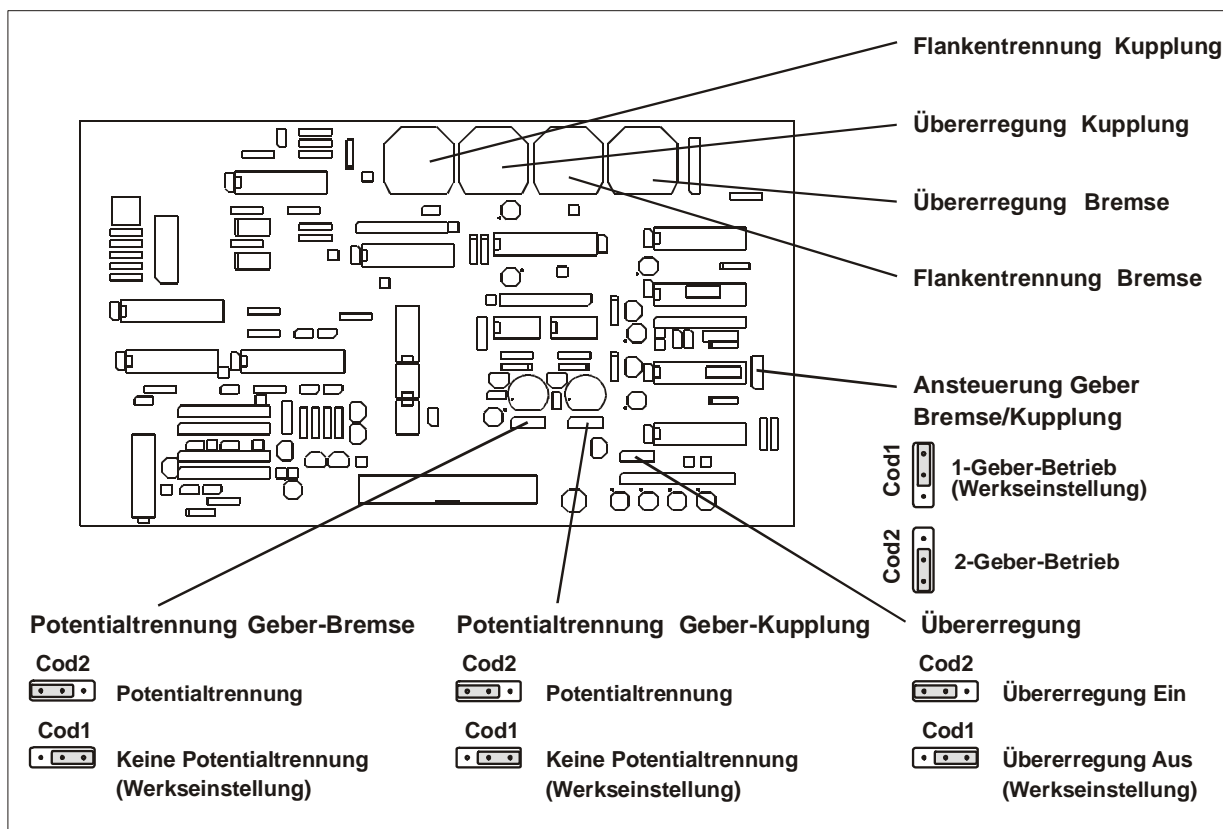 Flankentrennung Kupplung
Übererregung Kupplung
Übererregung Bremse
Flankentrennung Bremse
Ansteuerung Geber
Bremse/Kupplung
Cod1
1-Geber-Betrieb
(Werkseinstellung)
Cod2
2-Geber-Betrieb
Potentialtrennung Geber-Bremse
Cod2
Potentialtrennung
Cod1
Keine Potentialtrennung
(Werkseinstellung)
Potentialtrennung Geber-Kupplung
Cod2
Potentialtrennung
Cod1
Keine Potentialtrennung
(Werkseinstellung)
Übererregung
Cod2
Übererregung Ein
Cod1
Übererregung Aus
(Werkseinstellung)